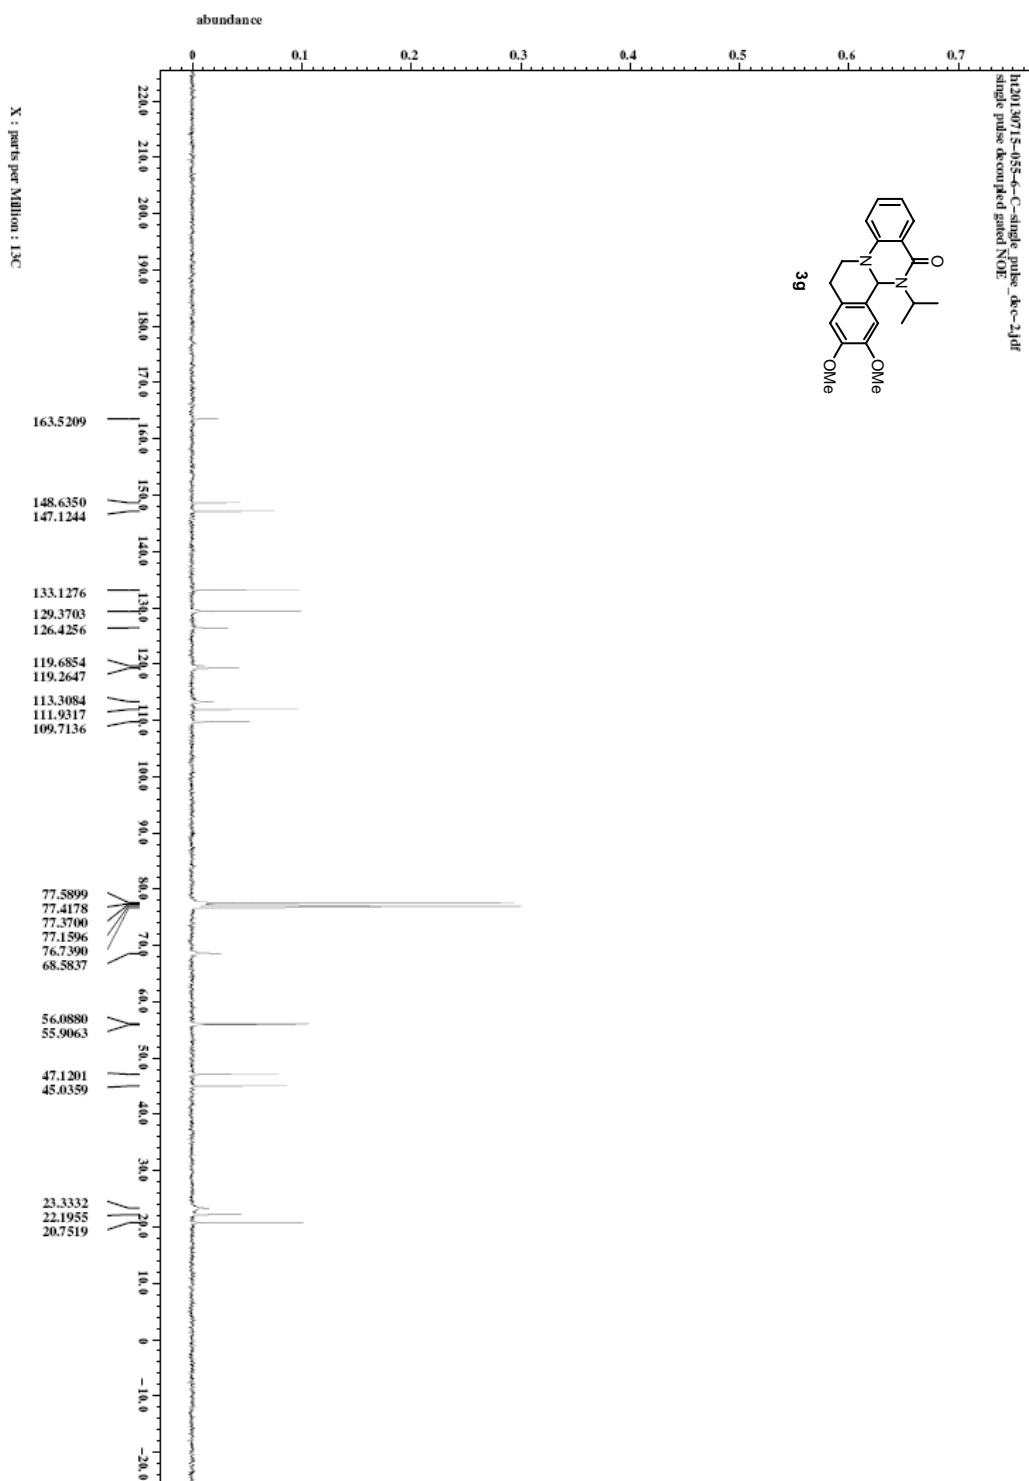 ht20130715-055-6-C-single_pulse_dec-2.jdf
single pulse decoupled gated NOE
abundance
0 0.1 0.2 0.3 0.4 0.5 0.6 0.7
O
N
N
OMe
OMe
3g
220.0 210.0 200.0 190.0 180.0 170.0 160.0 150.0 140.0 130.0 120.0 110.0 100.0 90.0 80.0 70.0 60.0 50.0 40.0 30.0 20.0 10.0 0 -10.0 -20.0
163.5209
148.6350
147.1244
133.1276
129.3703
126.4256
119.6854
119.2647
113.3084
111.9317
109.7136
77.5899
77.4178
77.3700
77.1596
76.7390
68.5837
56.0880
55.9063
47.1201
45.0359
23.3332
22.1955
20.7519
X : parts per Million : 13C